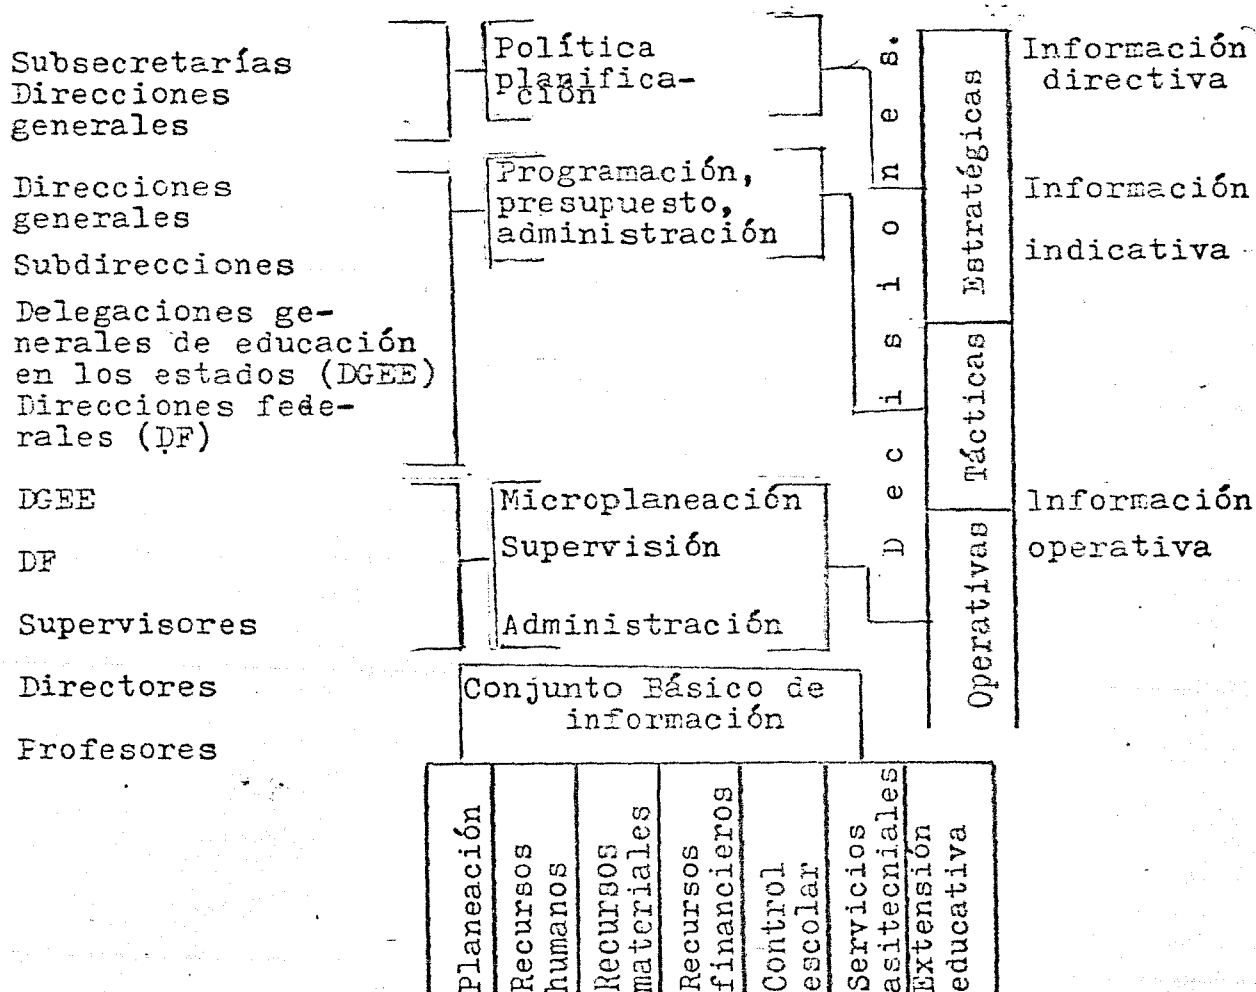 Subsecretarías
Direcciones
generales
Direcciones
generales
Subdirecciones
Delegaciones ge-
nerales de educación
en los estados (DGEE)
Direcciones fede-
rales (DF)
DGEE
DF
Supervisores
Directores
Profesores
Política
planifica-
ción
Programación,
presupuesto,
administración
Microplaneación
Supervisión
Administración
Conjunto Básico de
información
Decisiones.
Estratégicas
Tácticas
Operativas
Información
directiva
Información
indicativa
Información
operativa
Planeación
Recursos
humanos
Recursos
materiales
Recursos
financieros
Control
escolar
Servicios
asitecniales
Extensión
educativa